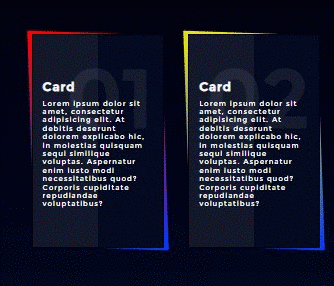 01
Card
Lorem ipsum dolor sit
amet, consectetur
adipisicing elit. At
debitis deserunt
dolorem explicabo hic,
in molestias quisquam
sequi similique
voluptas. Aspernatur
enim iusto modi
necessitatibus quod?
Corporis cupiditate
repudiandae
voluptatibus?
02
Card
Lorem ipsum dolor sit
amet, consectetur
adipisicing elit. At
debitis deserunt
dolorem explicabo hic,
in molestias quisquam
sequi similique
voluptas. Aspernatur
enim iusto modi
necessitatibus quod?
Corporis cupiditate
repudiandae
voluptatibus?